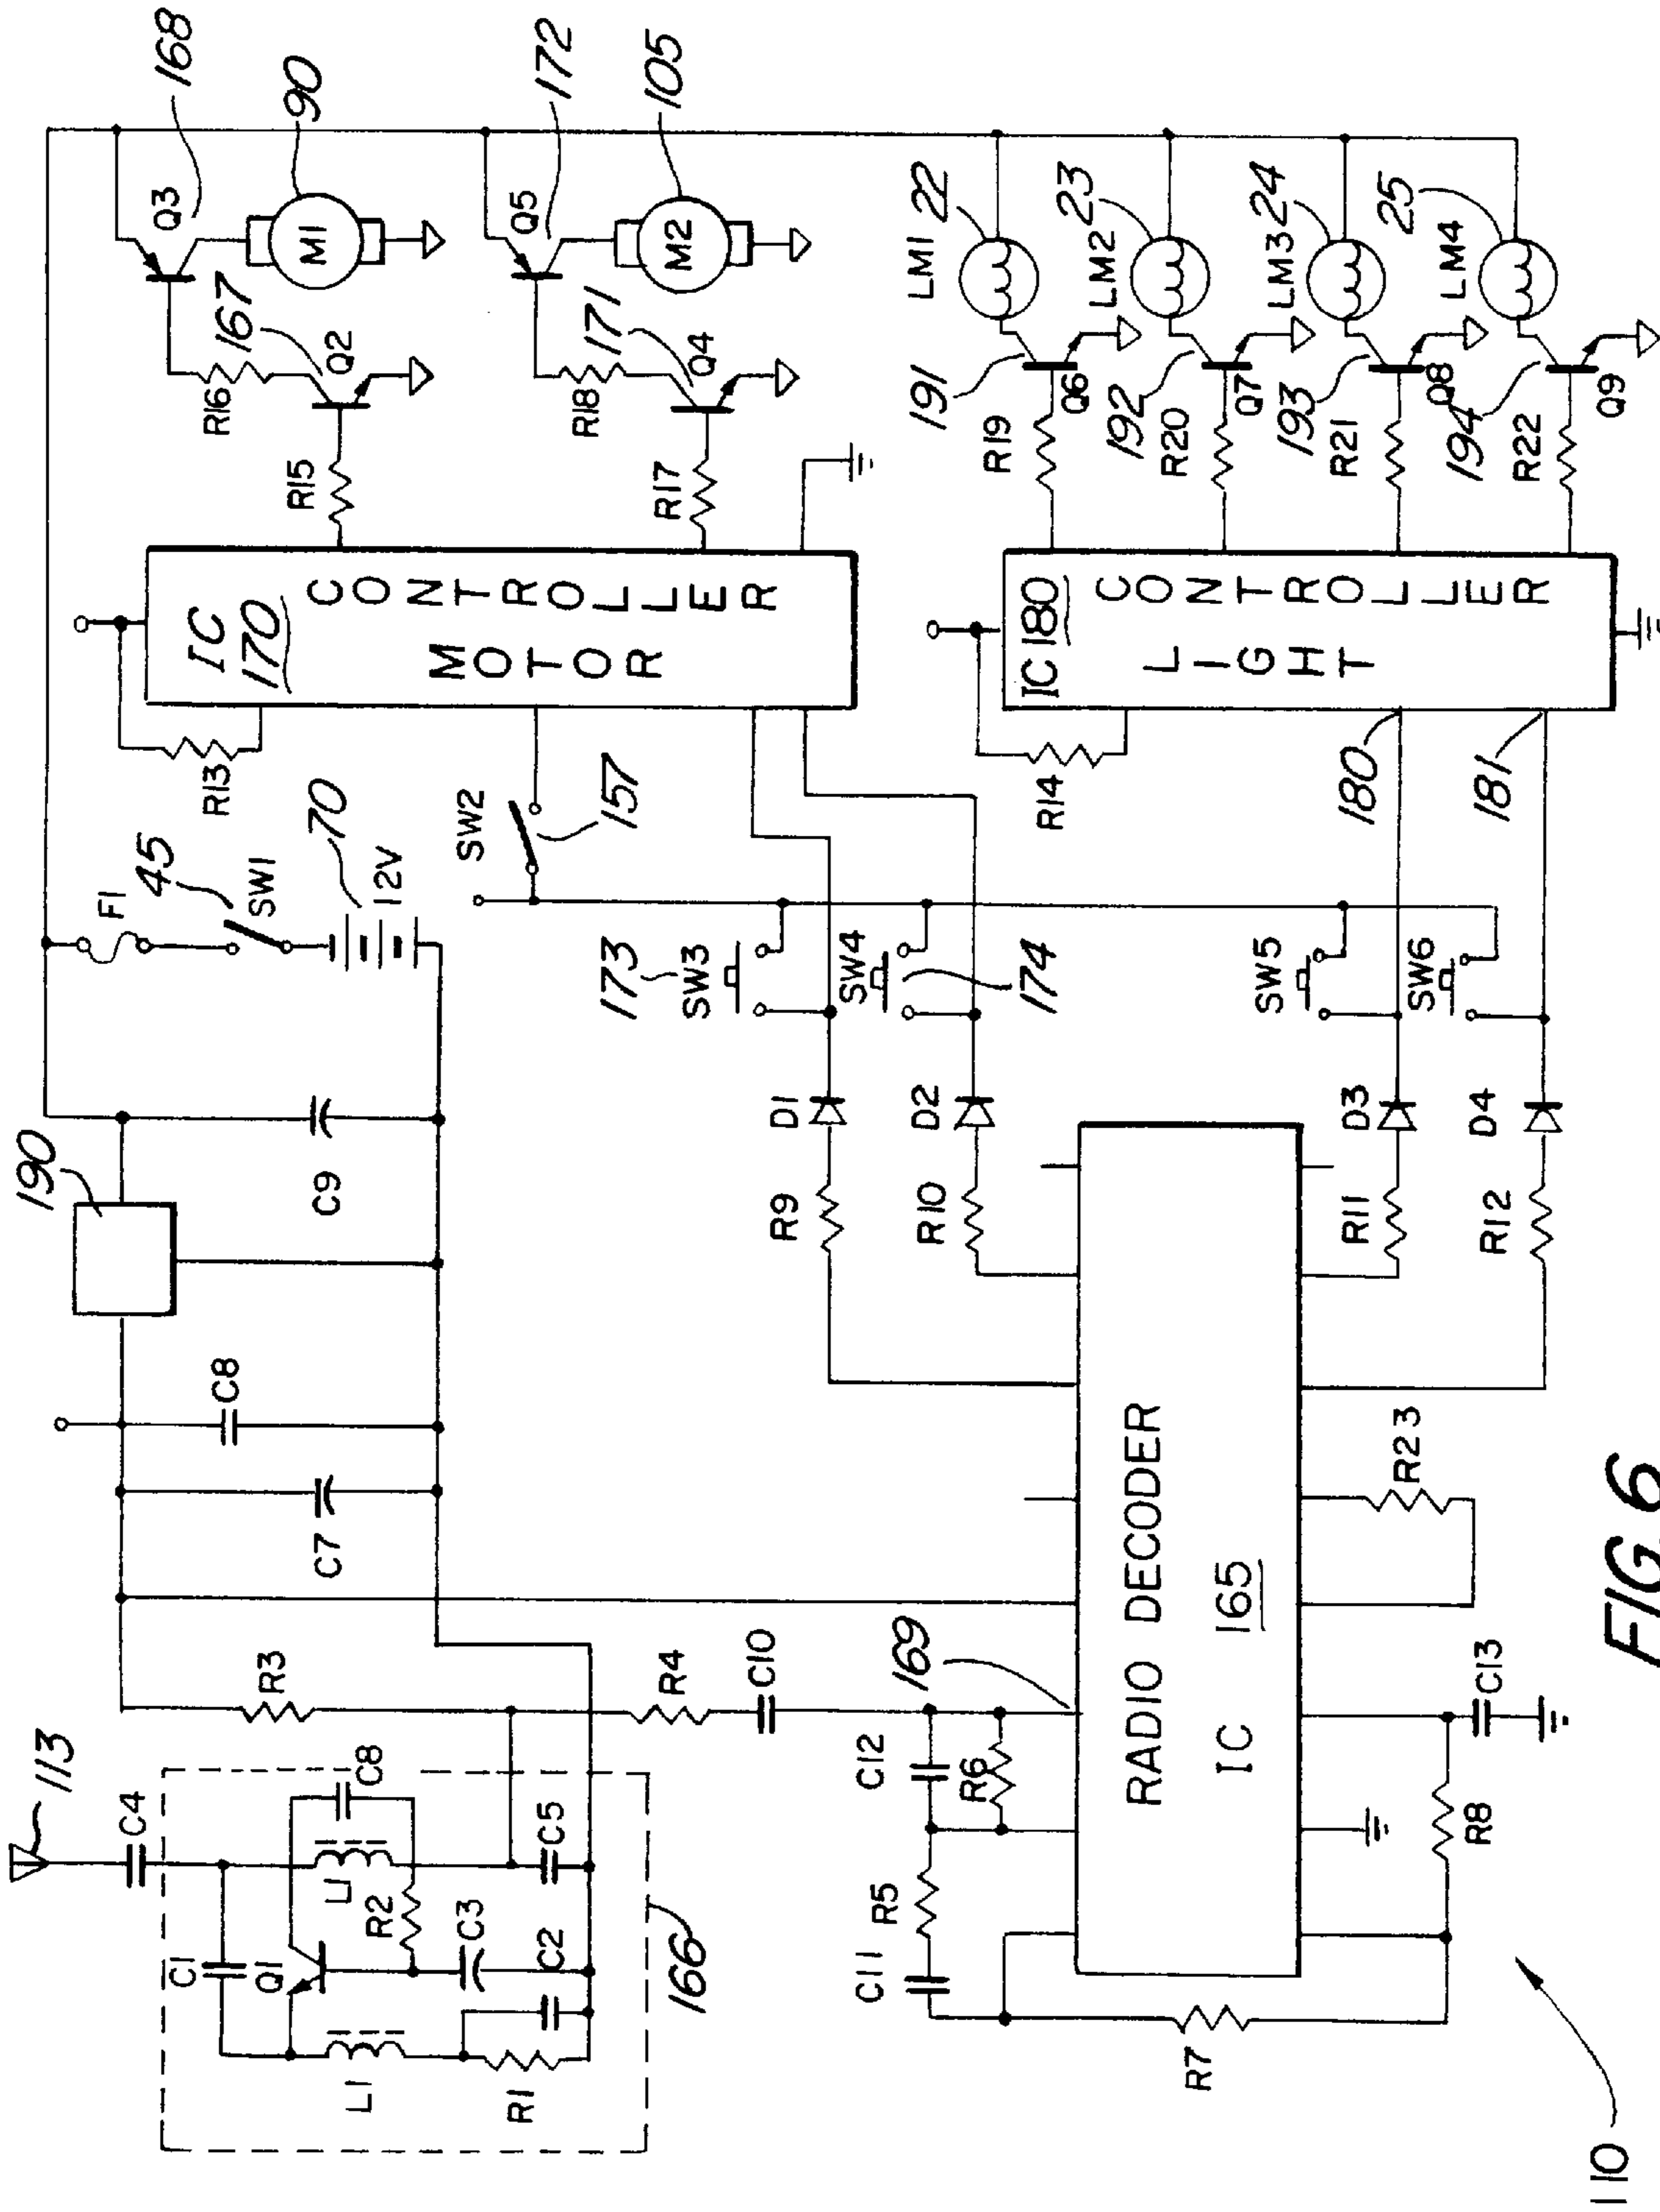 113
C4
C1
Q1
L1
C8
R2
C3
L1
R1
C2
C5
166
R3
R4
C10
C7
C8
190
C9
F1
45
SW1
70
12V
R13
IC
170
MOTOR
CONTROLLER
R15
R16
167
Q2
Q3
168
90
M1
SW2
157
R17
R18
171
Q4
Q5
172
105
M2
173
SW3
SW4
174
D1
R9
D2
R10
169
C12
R6
R5
C11
R7
RADIO DECODER
IC 165
R8
C13
R23
R11
D3
R12
D4
SW5
SW6
180
181
R14
IC 180
LIGHT
CONTROLLER
R19
191
Q6
LM1
22
R20
192
Q7
LM2
23
R21
193
Q8
LM3
24
R22
194
Q9
LM4
25
110
FIG. 6